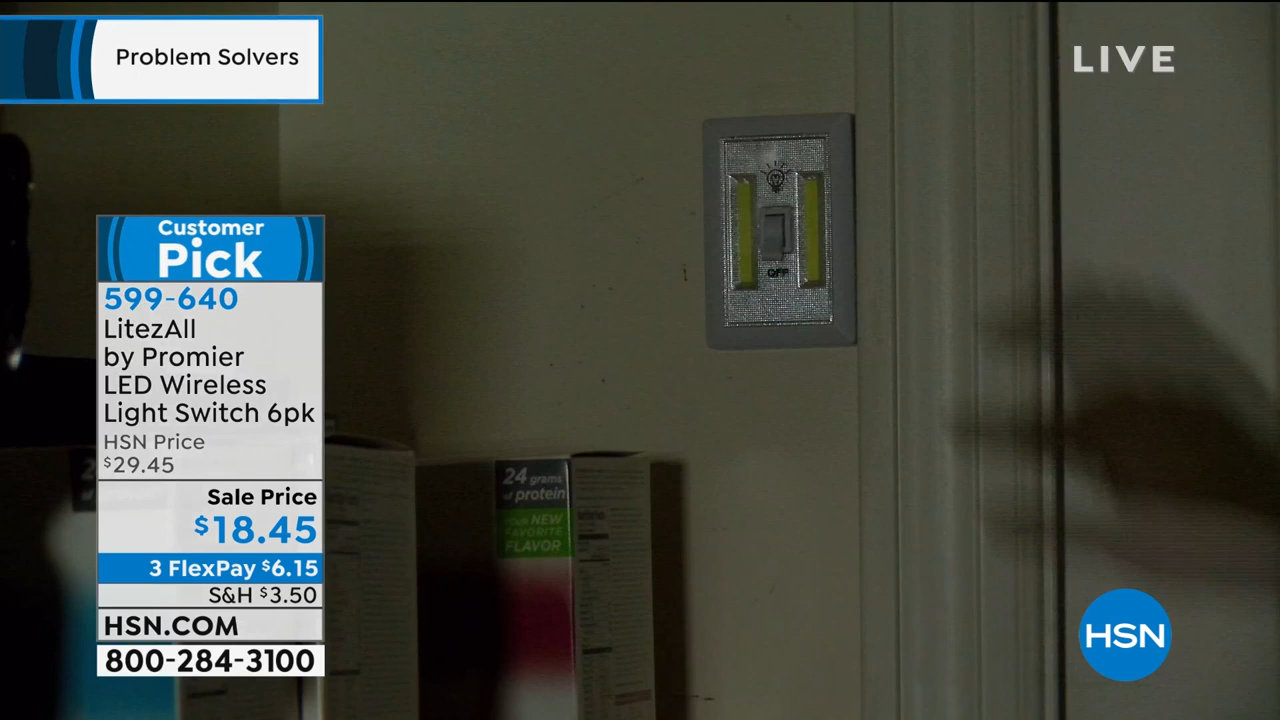 Problem Solvers
LIVE
Customer
Pick
599-640
LitezAll
by Promier
LED Wireless
Light Switch 6pk
HSN Price
$29.45
Sale Price
$18.45
3 FlexPay $6.15
S&H $3.50
HSN.COM
800-284-3100
OFF
24 grams
of protein
YOUR NEW
FAVORITE
FLAVOR
HSN